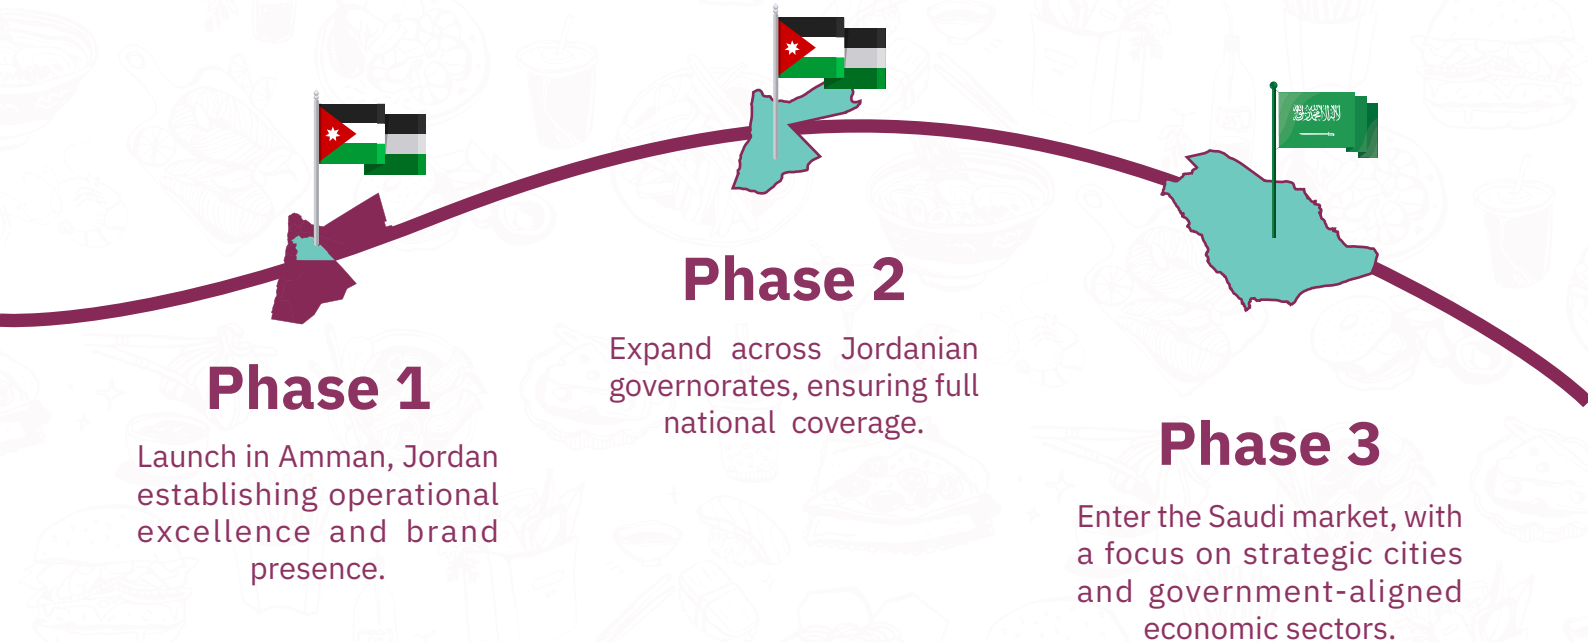 Phase 1
Launch in Amman, Jordan
establishing operational
excellence and brand
presence.
Phase 2
Expand across Jordanian
governorates, ensuring full
national coverage.
Phase 3
Enter the Saudi market, with
a focus on strategic cities
and government-aligned
economic sectors.